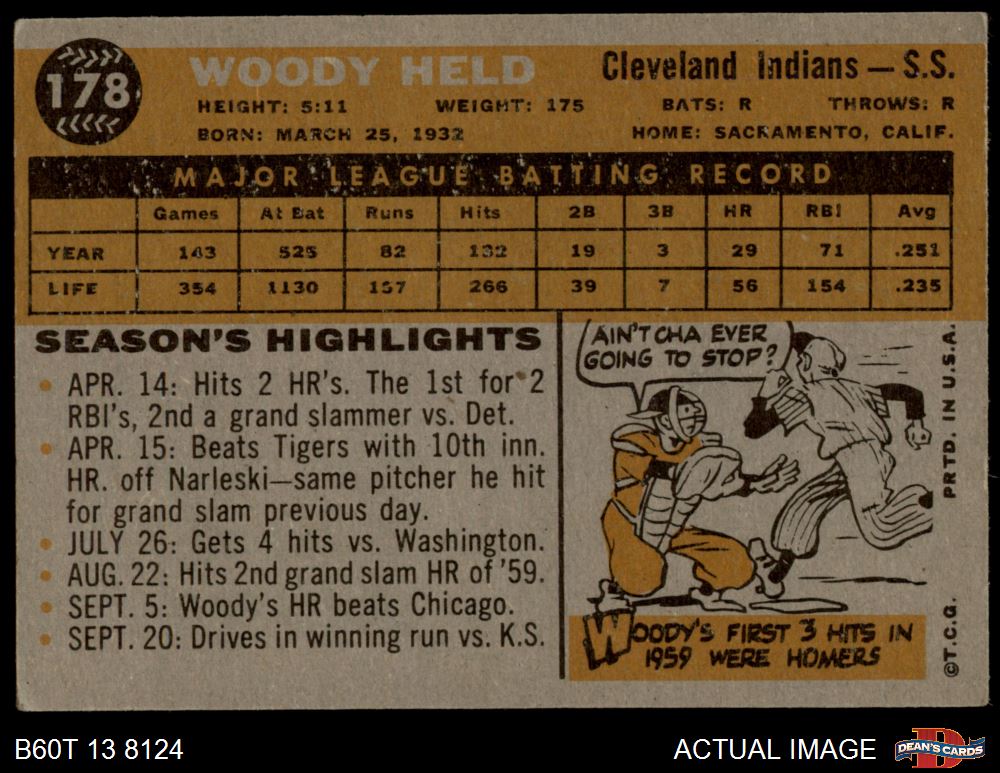 178
WOODY HELD
Cleveland Indians — S.S.
HEIGHT: 5:11 WEIGHT: 175 BATS: R THROWS: R
BORN: MARCH 25, 1932 HOME: SACRAMENTO, CALIF.
MAJOR LEAGUE BATTING RECORD
Games At Bat Runs Hits 2B 3B HR RBI Avg
YEAR 143 525 82 132 19 3 29 71 .251
LIFE 354 1130 157 266 39 7 56 154 .235
SEASON'S HIGHLIGHTS
• APR. 14: Hits 2 HR's. The 1st for 2
RBI's, 2nd a grand slammer vs. Det.
• APR. 15: Beats Tigers with 10th inn.
HR. off Narleski—same pitcher he hit
for grand slam previous day.
• JULY 26: Gets 4 hits vs. Washington.
• AUG. 22: Hits 2nd grand slam HR of '59.
• SEPT. 5: Woody's HR beats Chicago.
• SEPT. 20: Drives in winning run vs. K.S.
AIN'T CHA EVER
GOING TO STOP?
WOODY'S FIRST 3 HITS IN
1959 WERE HOMERS
©T.C.G. PRTD. IN U.S.A.
B60T 13 8124
ACTUAL IMAGE
DEAN'S CARDS